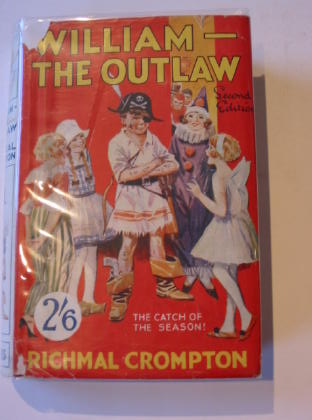 WILLIAM—
THE OUTLAW
Second
Edition
2/6
THE CATCH OF
THE SEASON!
RICHMAL CROMPTON